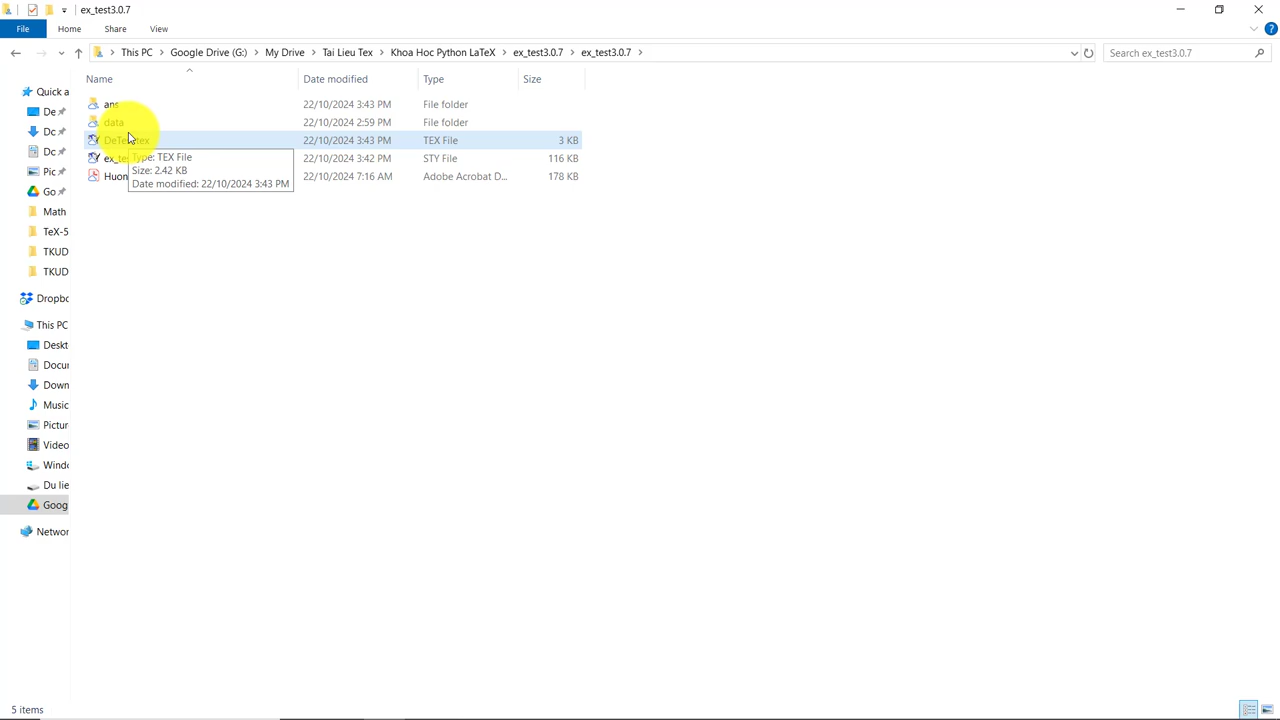 ex_test3.0.7
File Home Share View
This PC Google Drive (G:) My Drive Tai Lieu Tex Khoa Hoc Python LaTeX ex_test3.0.7 ex_test3.0.7
Search ex_test3.0.7
Name Date modified Type Size
ans 22/10/2024 3:43 PM File folder
data 22/10/2024 2:59 PM File folder
22/10/2024 3:43 PM TEX File 3 KB
ex_te 22/10/2024 3:42 PM STY File 116 KB
Huon 22/10/2024 7:16 AM Adobe Acrobat D... 178 KB
Type: TEX File
Size: 2.42 KB
Date modified: 22/10/2024 3:43 PM
Quick a
De
Dc
Dc
Pic
Go
Math
TeX-5
TKUD
TKUD
Dropbo
This PC
Deskt
Docu
Down
Music
Pictur
Video
Windo
Du lie
Goog
Networ
5 items